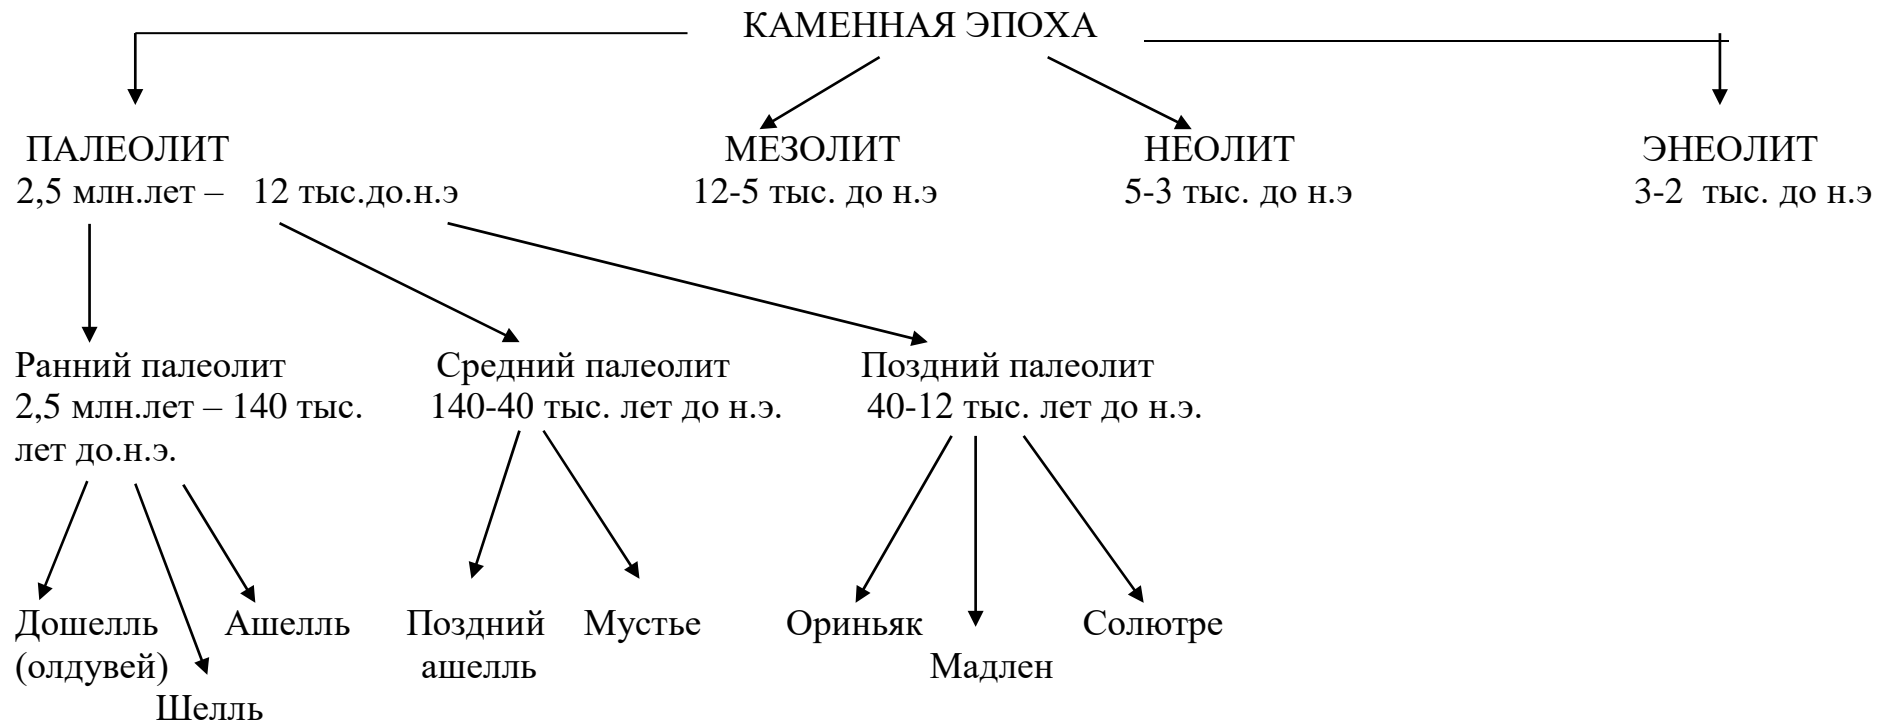 КАМЕННАЯ ЭПОХА
ПАЛЕОЛИТ МЕЗОЛИТ НЕОЛИТ ЭНЕОЛИТ
2,5 млн.лет – 12 тыс.до.н.э 12-5 тыс. до н.э 5-3 тыс. до н.э 3-2 тыс. до н.э
Ранний палеолит Средний палеолит Поздний палеолит
2,5 млн.лет – 140 тыс. 140-40 тыс. лет до н.э. 40-12 тыс. лет до н.э.
лет до.н.э.
Дошелль Ашелль Поздний Мустье Ориньяк Солютре
(олдувей) ашелль Мадлен
Шелль